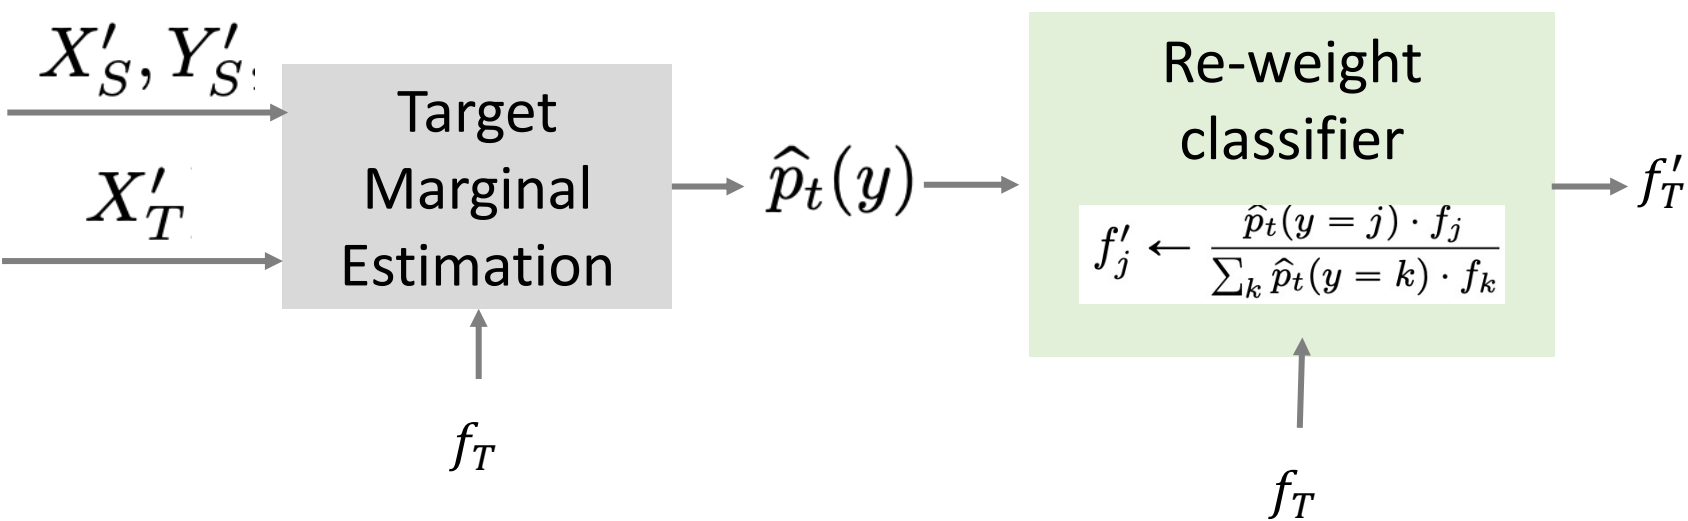 X′_S, Y′_S,
X′_T
Target
Marginal
Estimation
f_T
p̂_t(y)
Re-weight
classifier
f′_j ← p̂_t(y = j) · f_j / ∑_k p̂_t(y = k) · f_k
f_T
f′_T